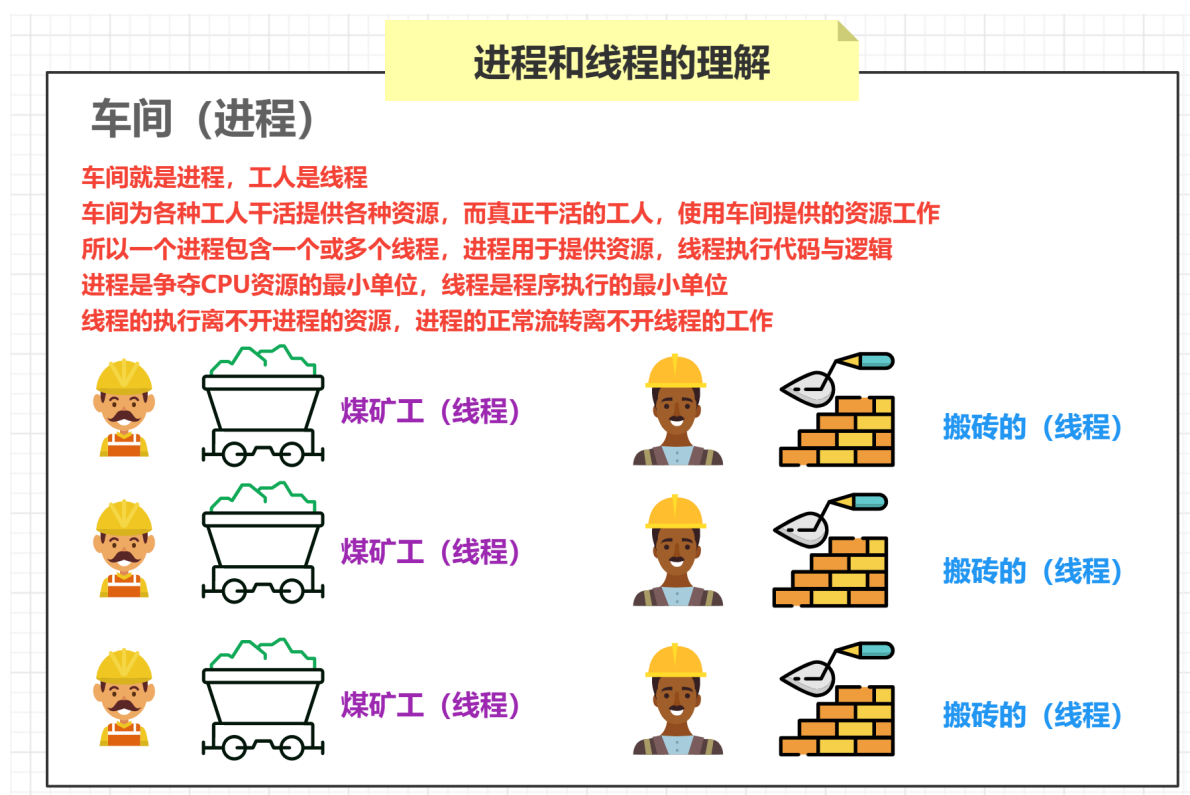 进程和线程的理解
车间（进程）
车间就是进程，工人是线程
车间为各种工人干活提供各种资源，而真正干活的工人，使用车间提供的资源工作
所以一个进程包含一个或多个线程，进程用于提供资源，线程执行代码与逻辑
进程是争夺CPU资源的最小单位，线程是程序执行的最小单位
线程的执行离不开进程的资源，进程的正常流转离不开线程的工作
煤矿工（线程）
搬砖的（线程）
煤矿工（线程）
搬砖的（线程）
煤矿工（线程）
搬砖的（线程）